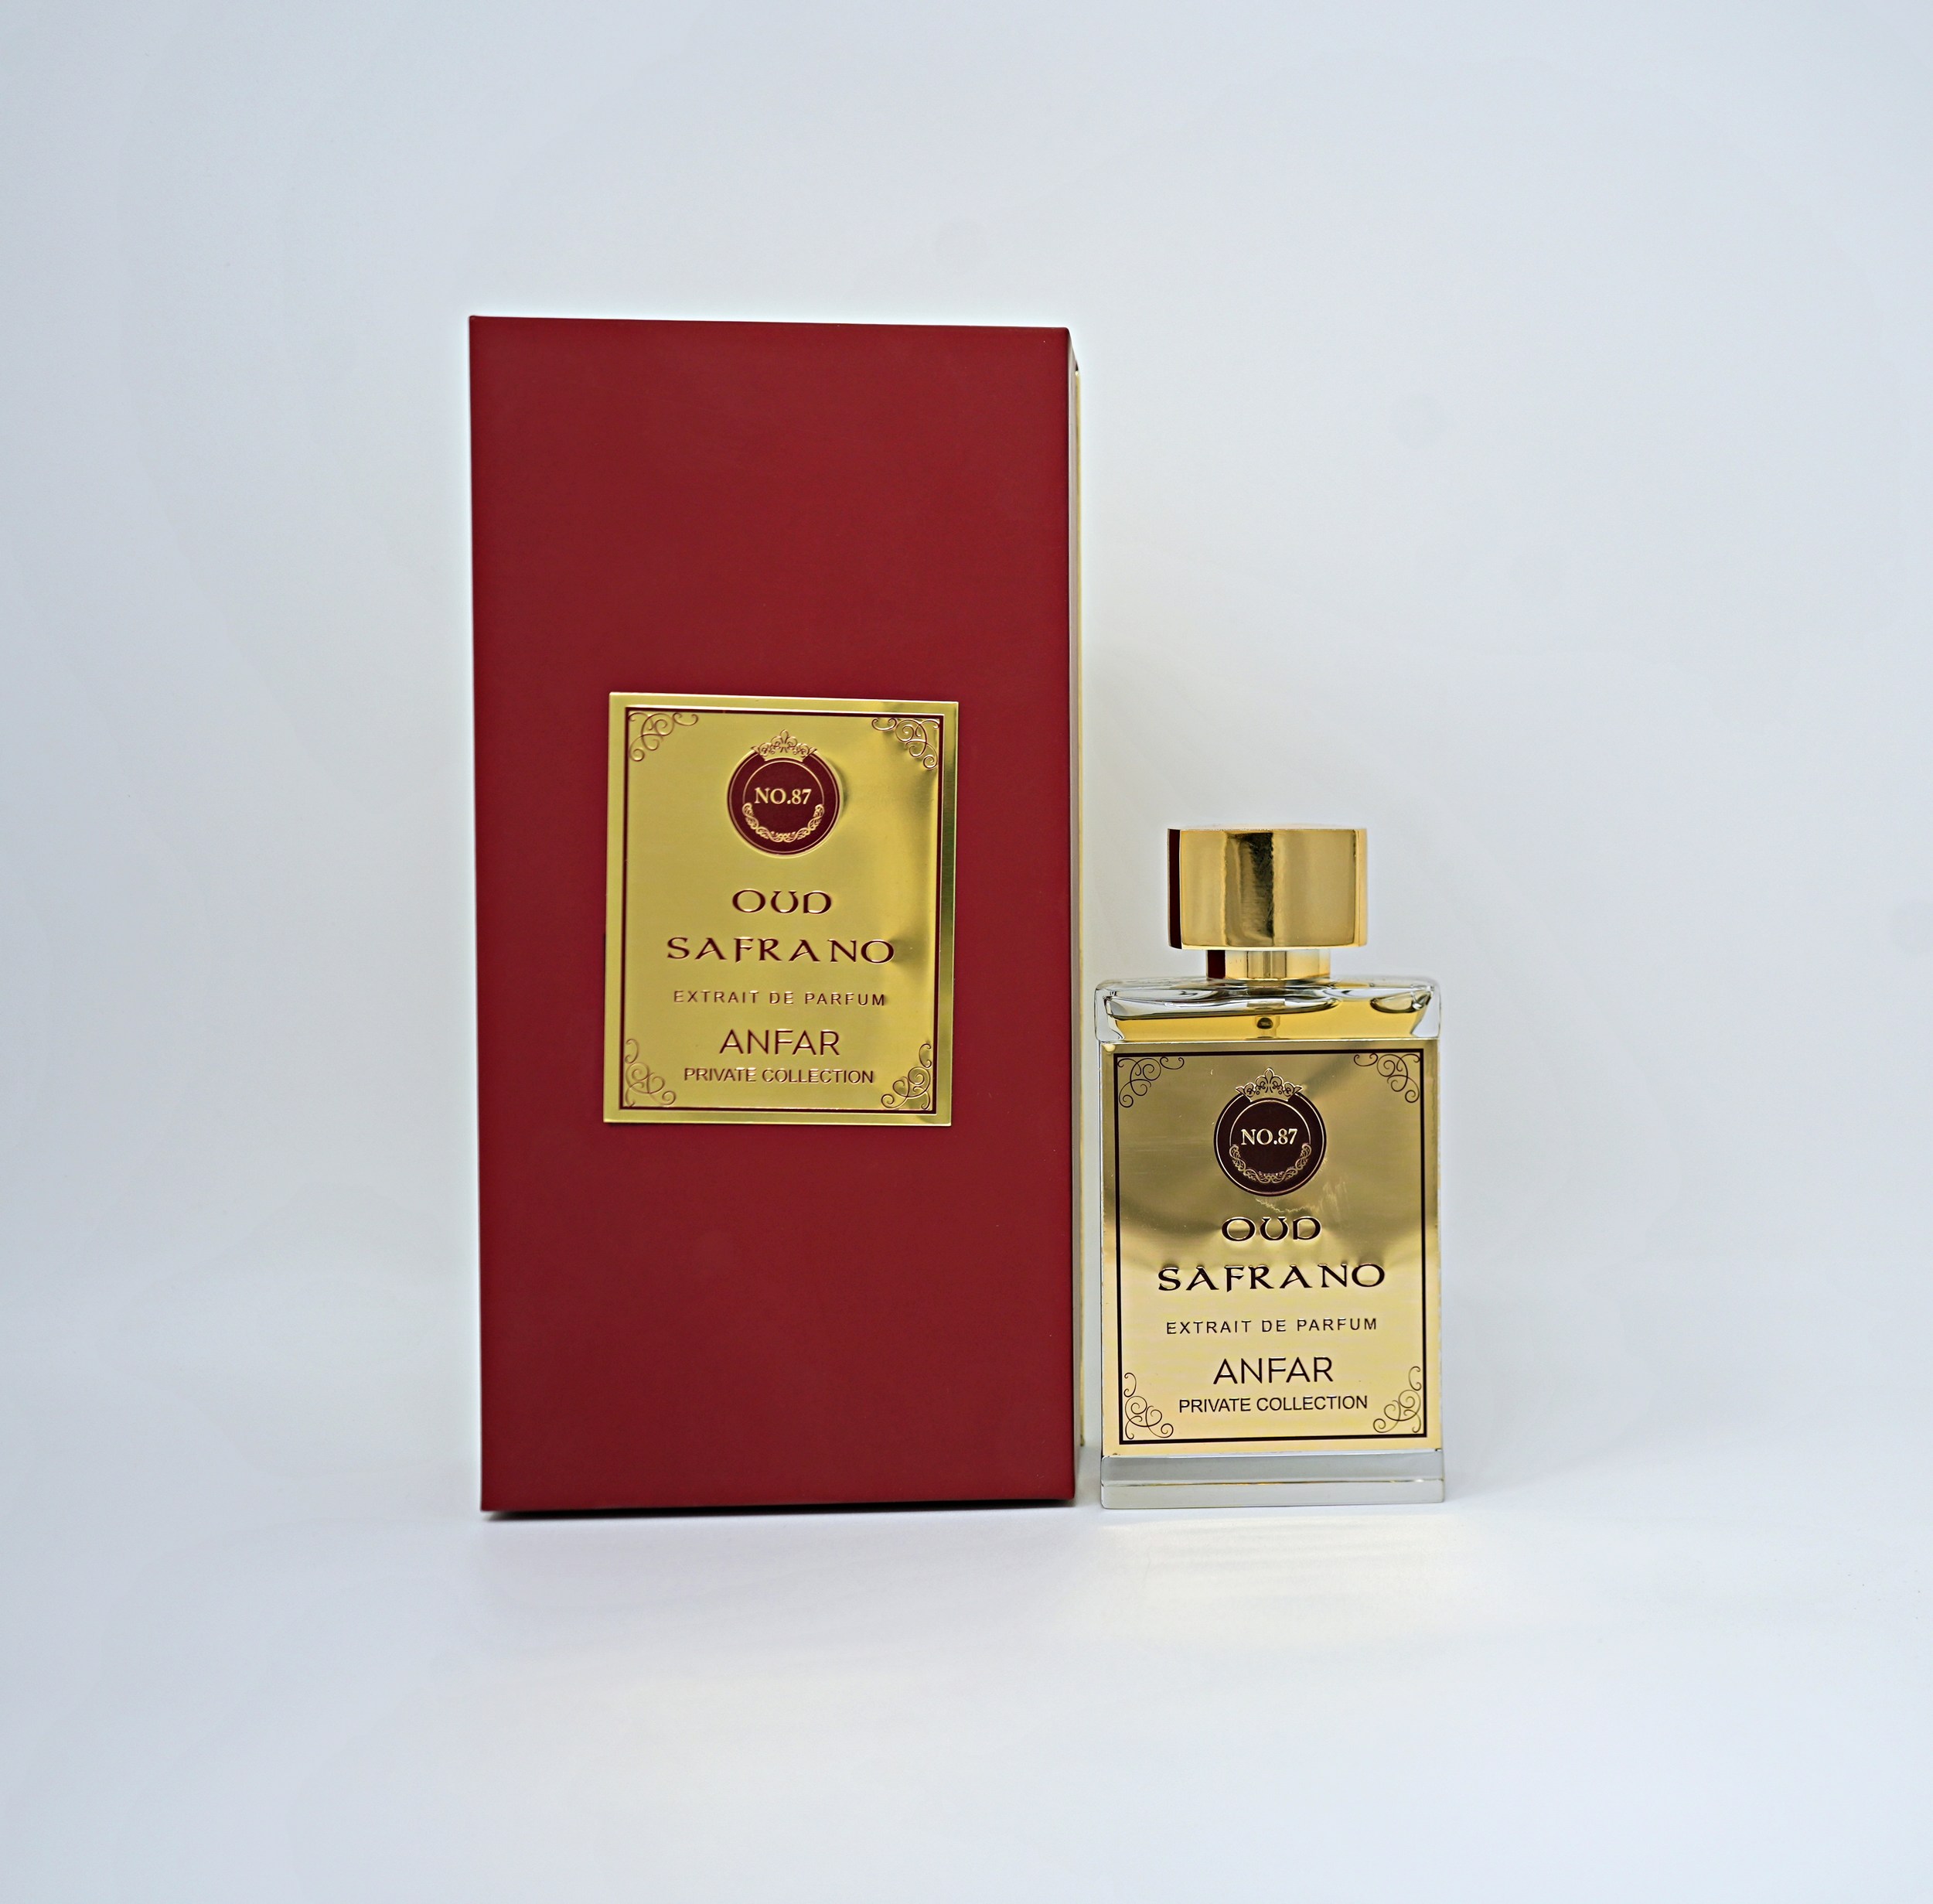 NO.87
OUD
SAFRANO
EXTRAIT DE PARFUM
ANFAR
PRIVATE COLLECTION
NO.87
OUD
SAFRANO
EXTRAIT DE PARFUM
ANFAR
PRIVATE COLLECTION